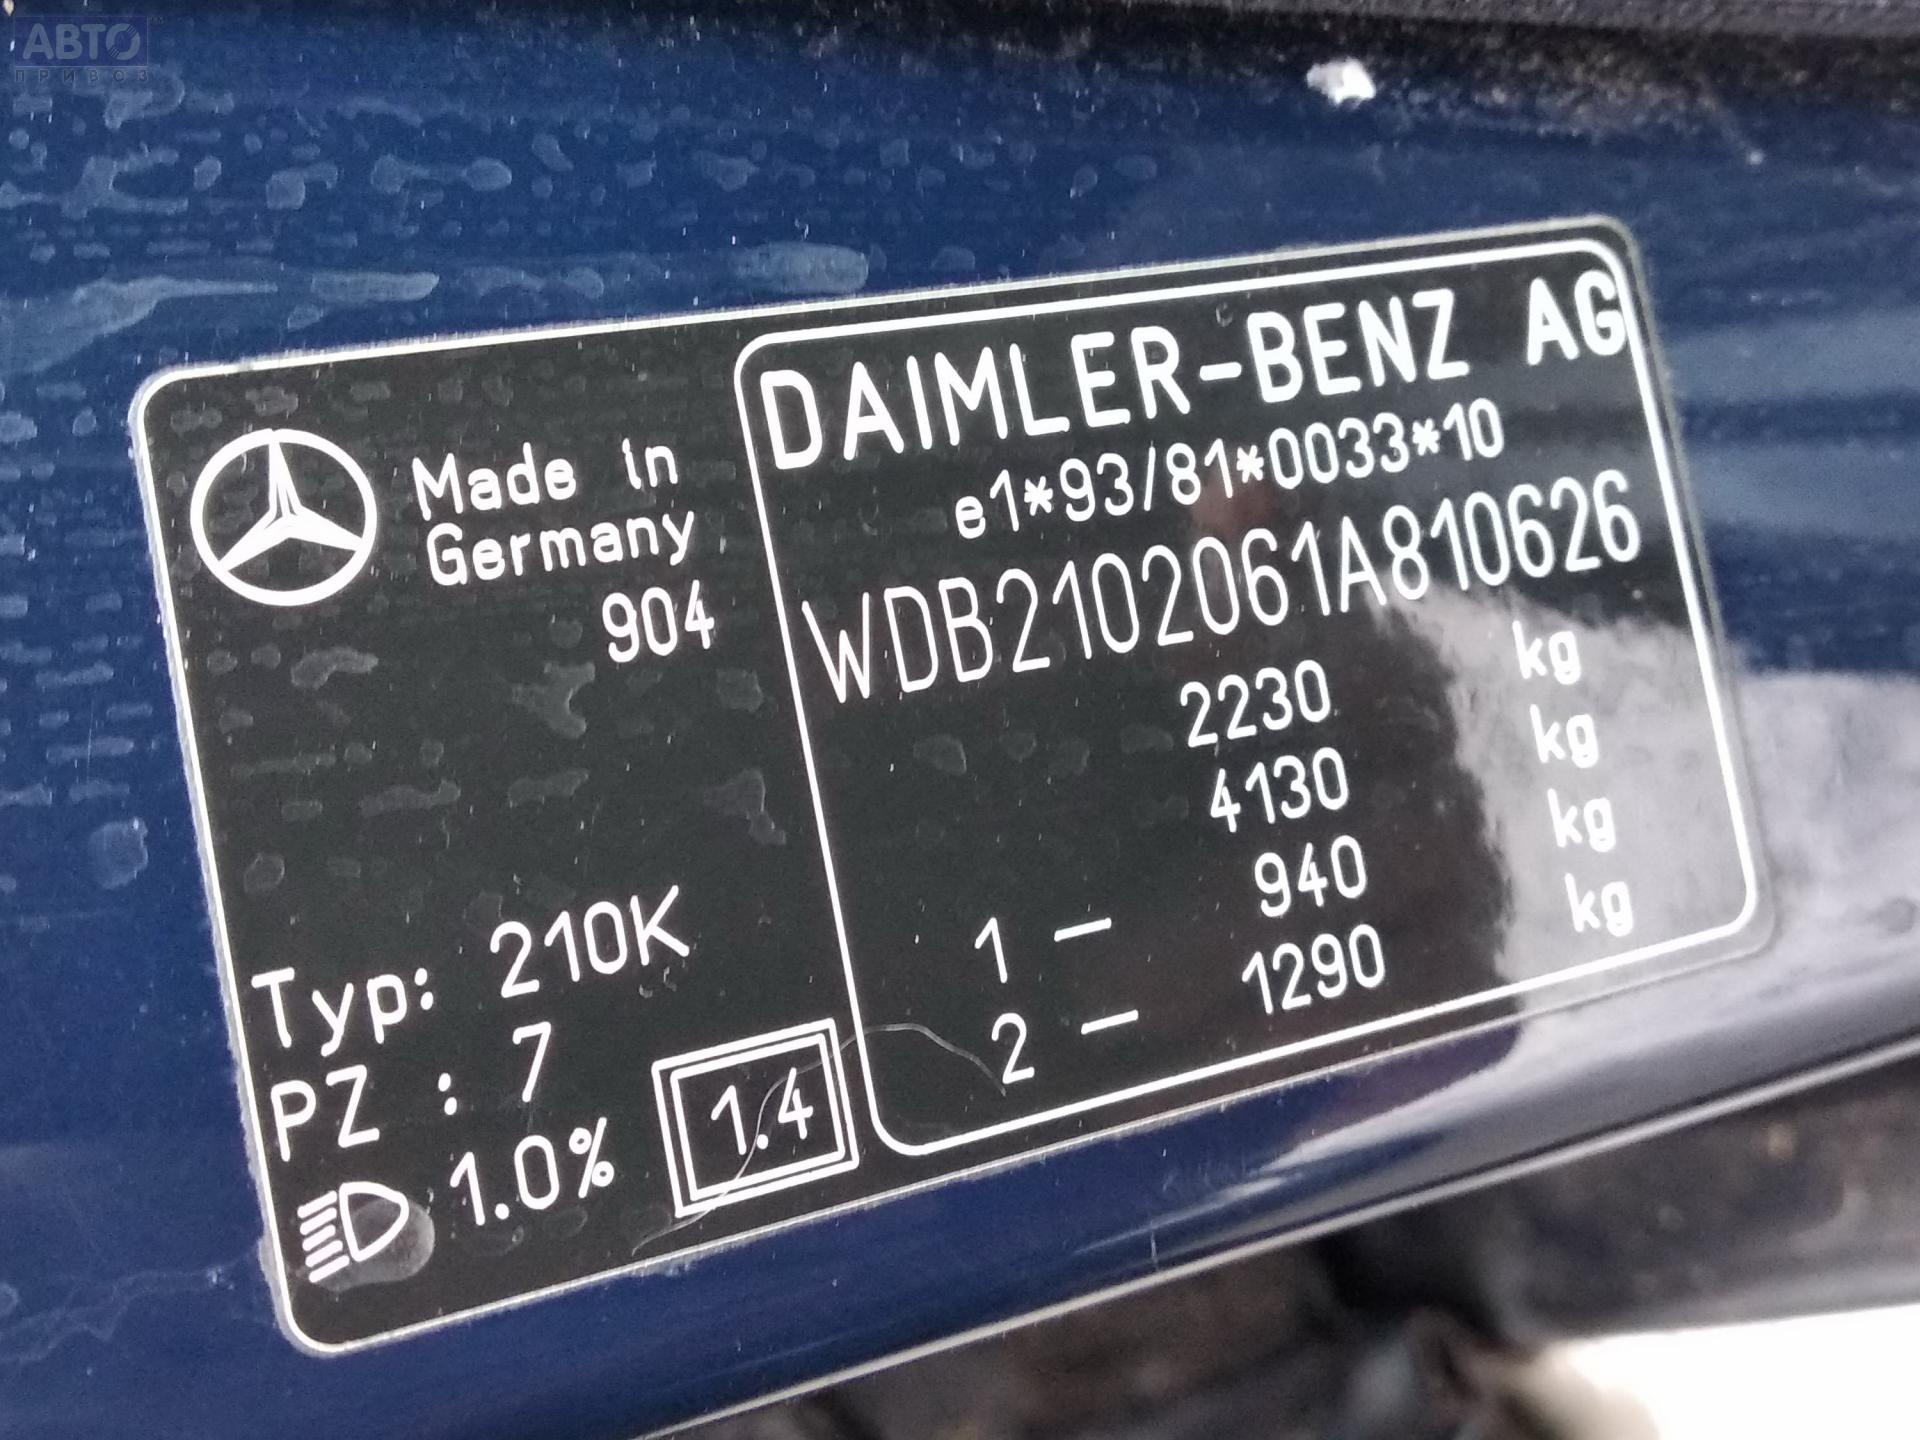 АВТО
ПРИВОЗ
Made in
Germany
904
Typ: 210K
PZ : 7
1.0%
1.4
DAIMLER-BENZ AG
e1*93/81*0033*10
WDB2102061A810626
2230 kg
4130 kg
1 – 940 kg
2 – 1290 kg